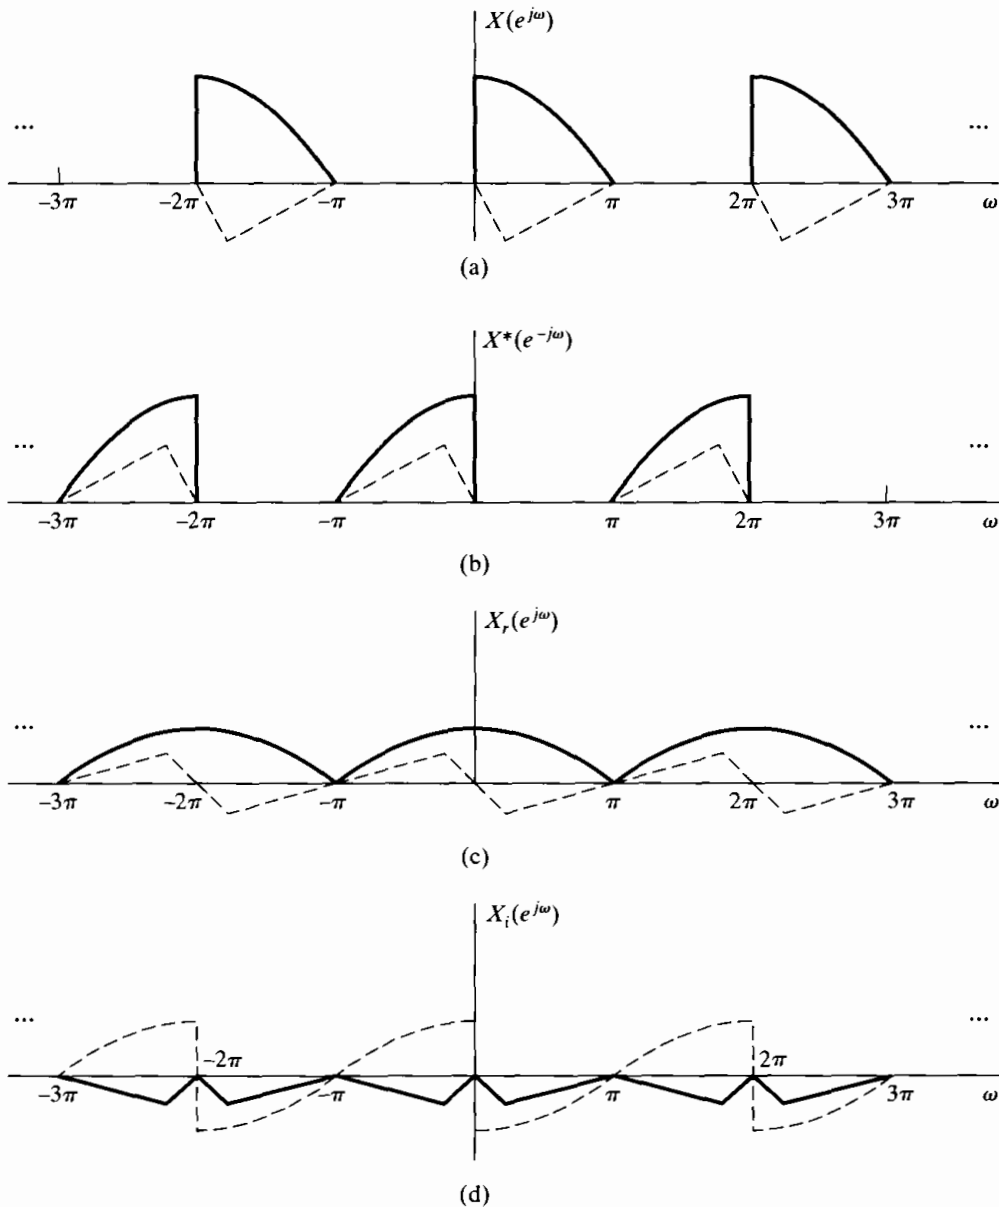 X(e^{jω})
... ...
−3π −2π −π π 2π 3π ω
(a)
X*(e^{−jω})
... ...
−3π −2π −π π 2π 3π ω
(b)
X_r(e^{jω})
... ...
−3π −2π −π π 2π 3π ω
(c)
X_i(e^{jω})
... ...
−2π 2π
−3π −π π 3π ω
(d)